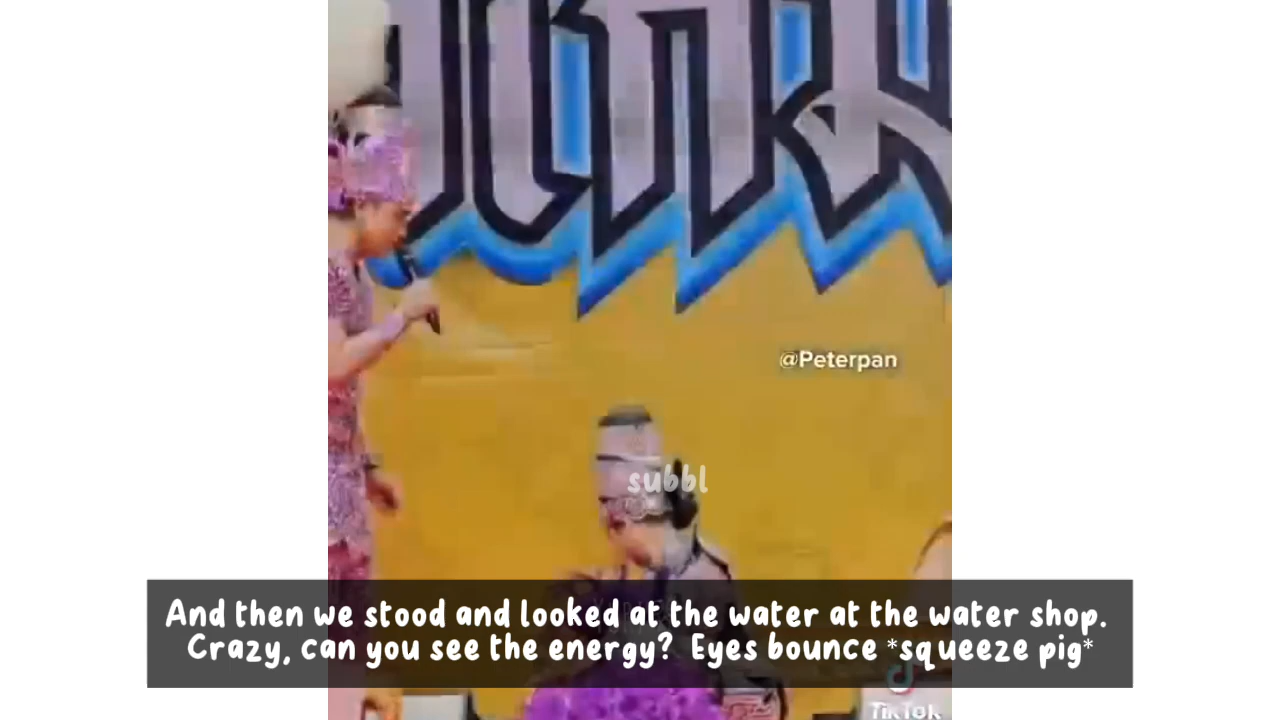 @Peterpan
subbl
And then we stood and looked at the water at the water shop.
Crazy, can you see the energy? Eyes bounce *squeeze pig*
TikTok